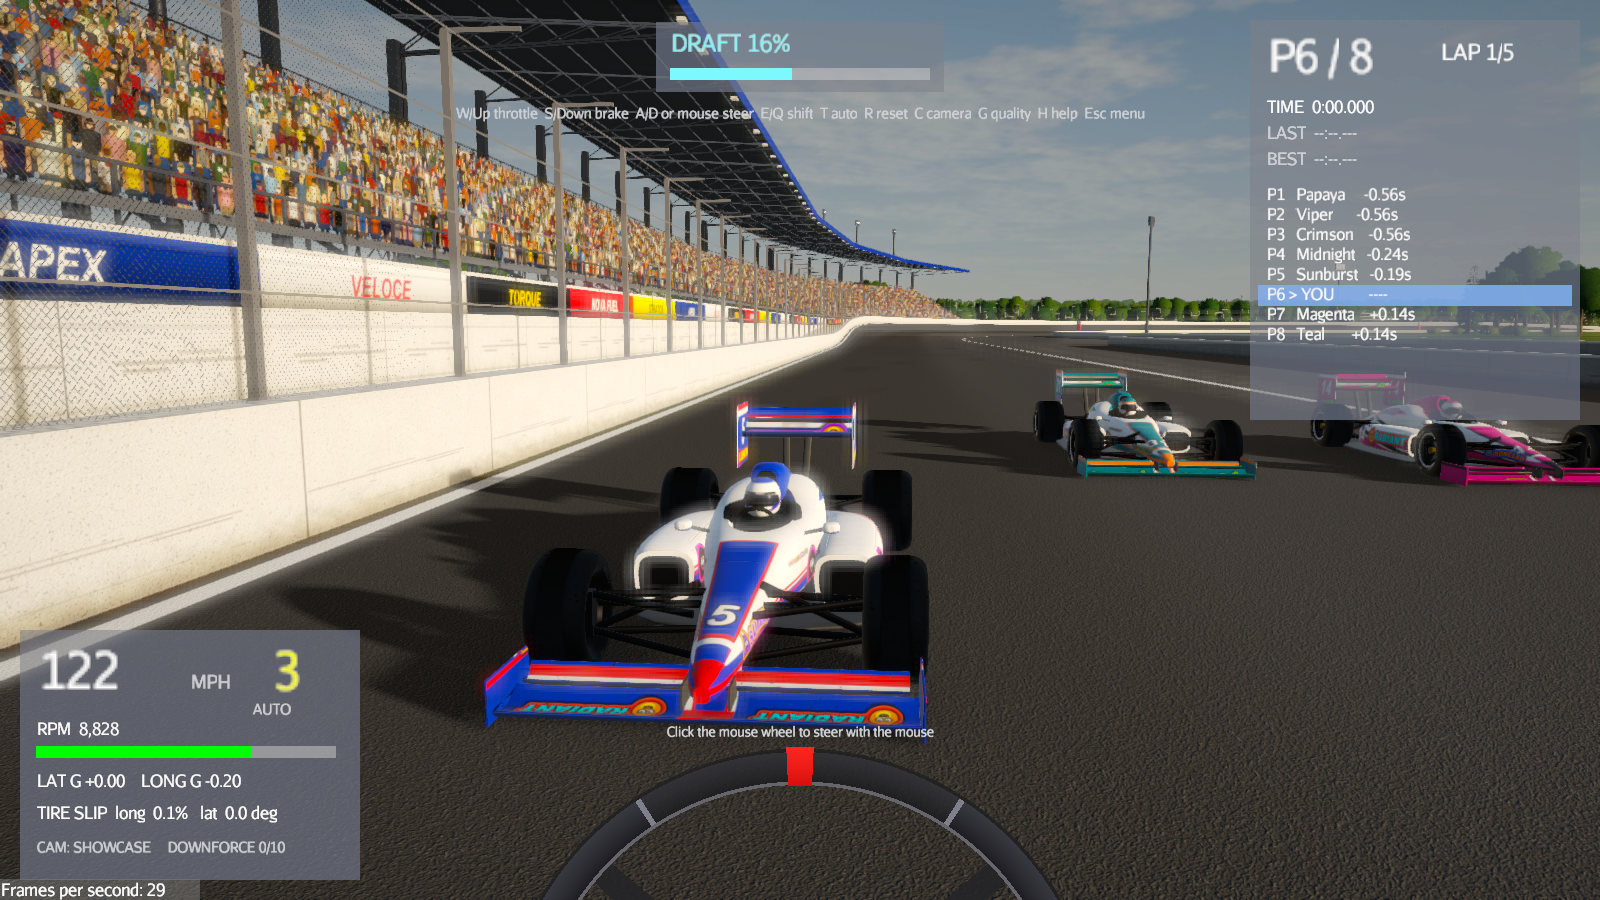 DRAFT 16%
W/Up throttle S/Down brake A/D or mouse steer E/Q shift T auto R reset C camera G quality H help Esc menu
P6 / 8 LAP 1/5
TIME 0:00.000
LAST --:--.---
BEST --:--.---
P1 Papaya -0.56s
P2 Viper -0.56s
P3 Crimson -0.56s
P4 Midnight -0.24s
P5 Sunburst -0.19s
P6 > YOU ----
P7 Magenta +0.14s
P8 Teal +0.14s
APEX
VELOCE
TORQUE
NOVA FUEL
5
RADIANT
RADIANT
Click the mouse wheel to steer with the mouse
122 MPH 3
AUTO
RPM 8,828
LAT G +0.00 LONG G -0.20
TIRE SLIP long 0.1% lat 0.0 deg
CAM: SHOWCASE DOWNFORCE 0/10
Frames per second: 29